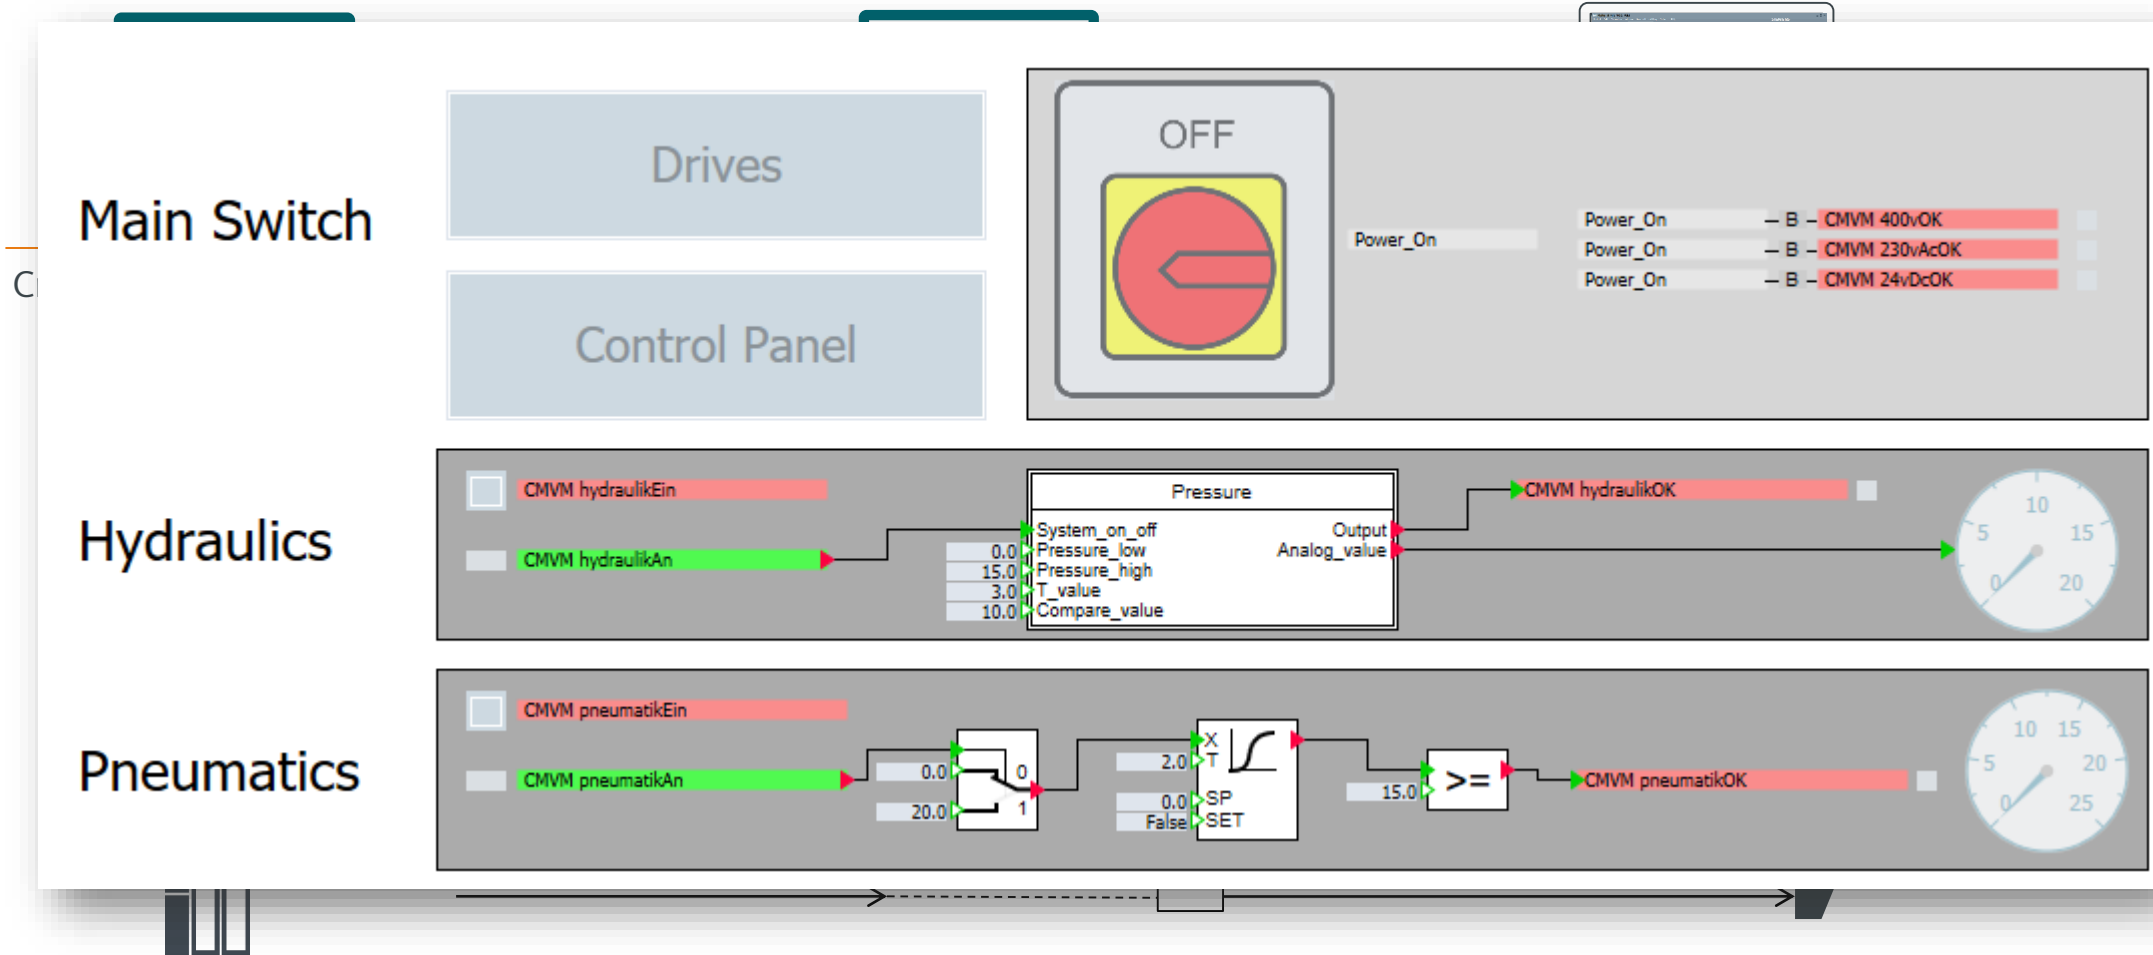 Main Switch
Drives
Control Panel
OFF
Power_On
Power_On – B – CMVM 400vOK
Power_On – B – CMVM 230vAcOK
Power_On – B – CMVM 24vDcOK
Hydraulics
CMVM hydraulikEin
CMVM hydraulikAn
Pressure
System_on_off
0.0 Pressure_low
15.0 Pressure_high
3.0 T_value
10.0 Compare_value
Output
Analog_value
CMVM hydraulikOK
0 5 10 15 20
Pneumatics
CMVM pneumatikEin
CMVM pneumatikAn
0.0 0
20.0 1
X
2.0 T
0.0 SP
False SET
15.0 >=
CMVM pneumatikOK
0 5 10 15 20 25